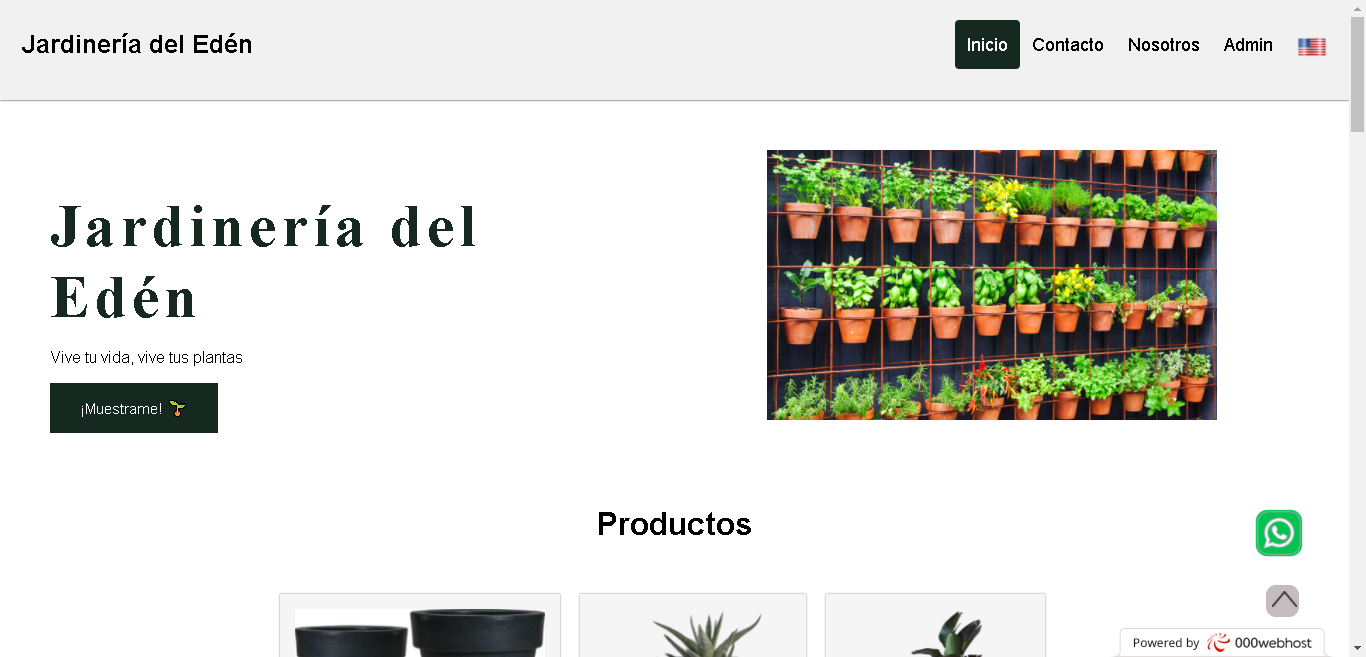 Jardinería del Edén
Inicio Contacto Nosotros Admin
Jardinería del
Edén
Vive tu vida, vive tus plantas
¡Muestrame!
Productos
Powered by 000webhost